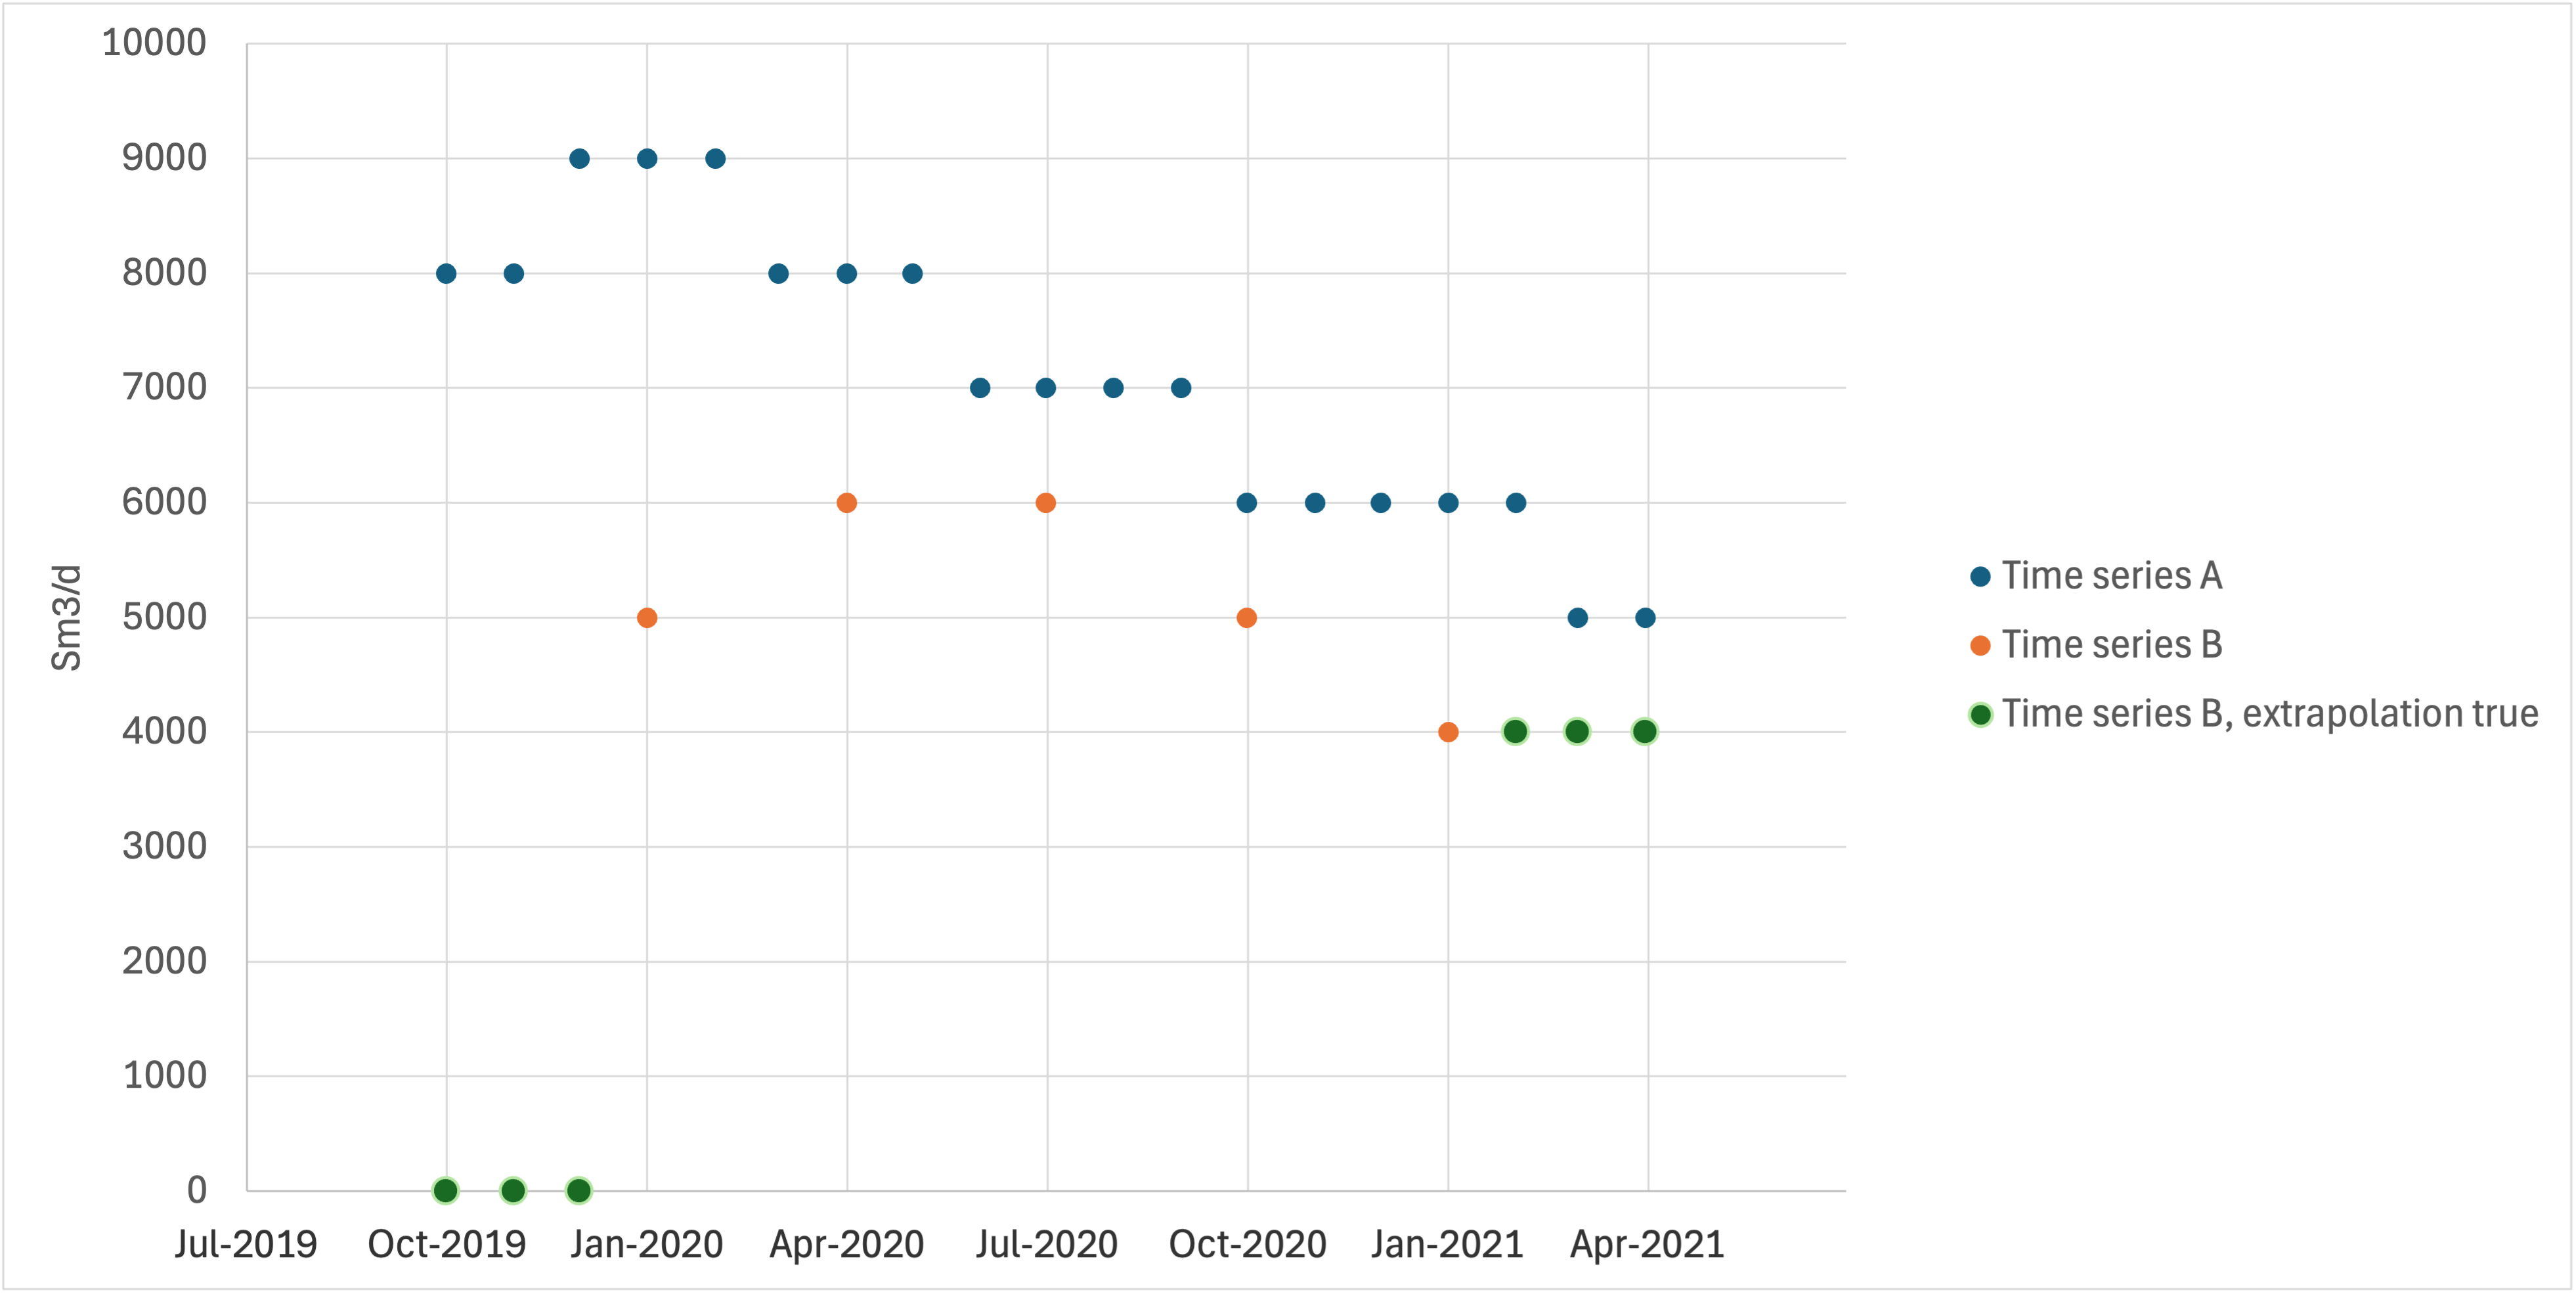 10000
9000
8000
7000
6000
5000
4000
3000
2000
1000
0
Sm3/d
Jul-2019 Oct-2019 Jan-2020 Apr-2020 Jul-2020 Oct-2020 Jan-2021 Apr-2021
Time series A
Time series B
Time series B, extrapolation true